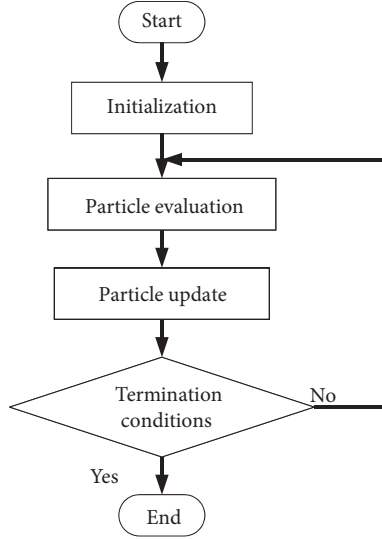 Start
Initialization
Particle evaluation
Particle update
Termination
conditions
No
Yes
End